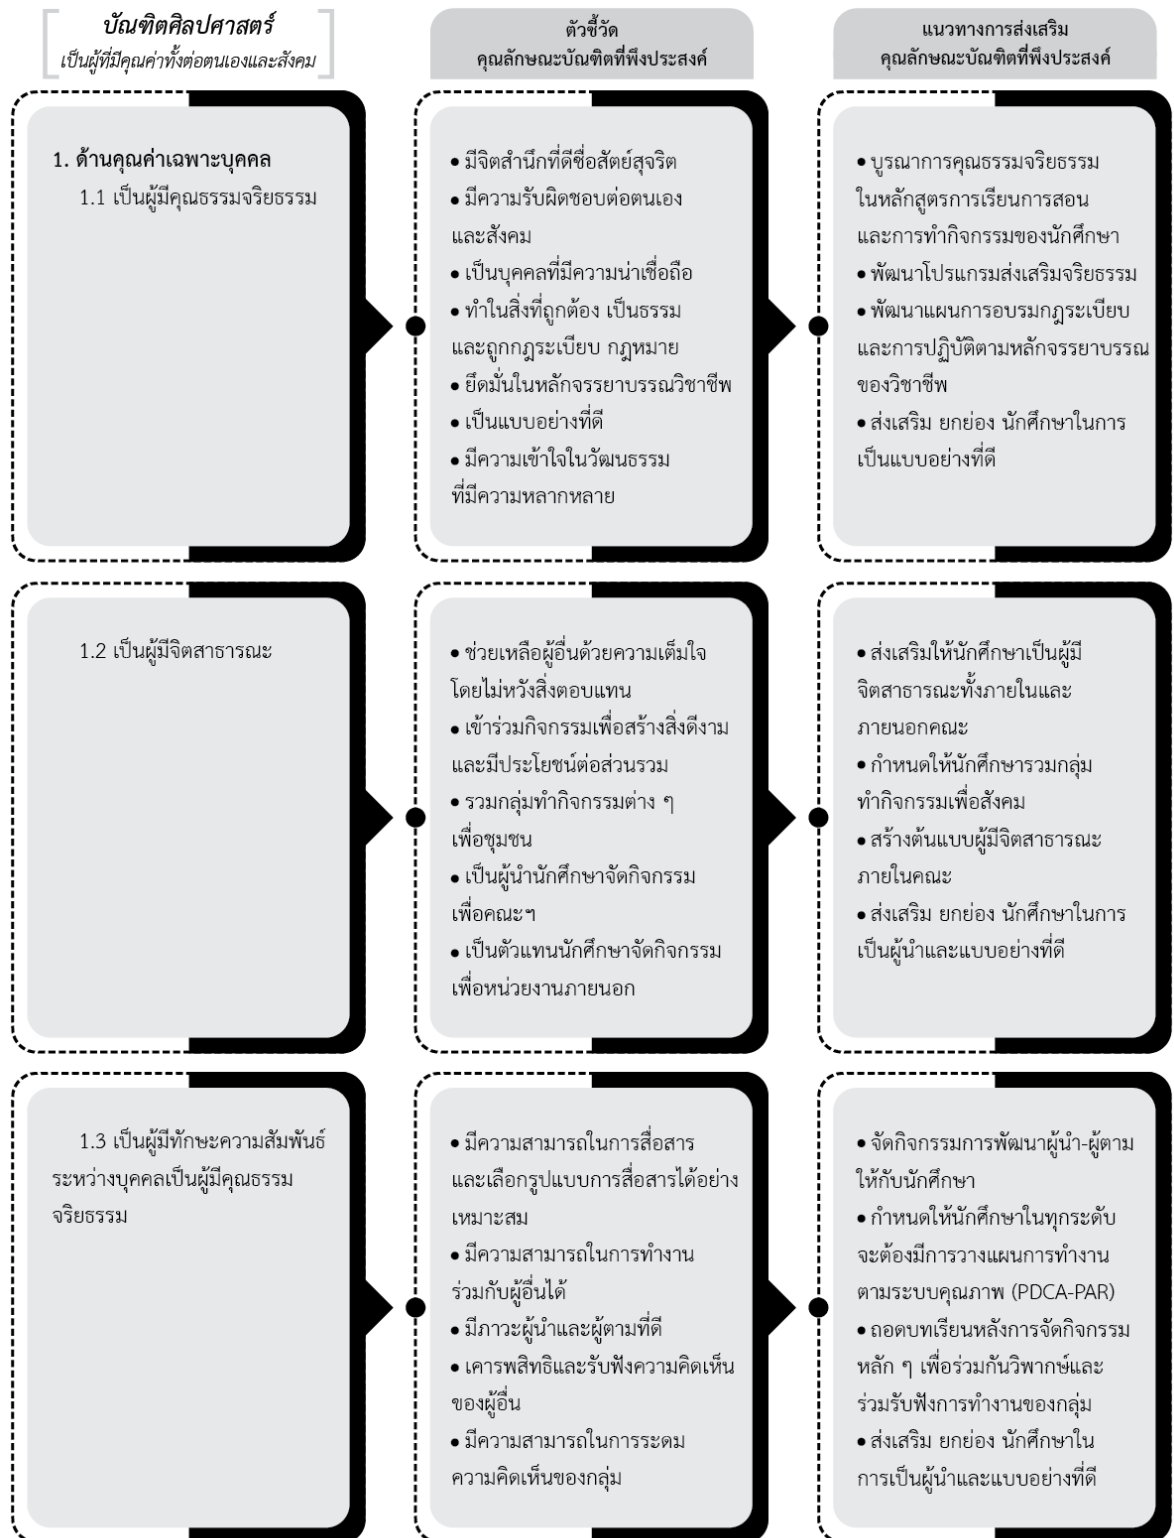 บัณฑิตศิลปศาสตร์
เป็นผู้ที่มีคุณค่าทั้งต่อตนเองและสังคม
ตัวชี้วัด
คุณลักษณะบัณฑิตที่พึงประสงค์
แนวทางการส่งเสริม
คุณลักษณะบัณฑิตที่พึงประสงค์
1. ด้านคุณค่าเฉพาะบุคคล
1.1 เป็นผู้มีคุณธรรมจริยธรรม
• มีจิตสำนึกที่ดีซื่อสัตย์สุจริต
• มีความรับผิดชอบต่อตนเอง
และสังคม
• เป็นบุคคลที่มีความน่าเชื่อถือ
• ทำในสิ่งที่ถูกต้อง เป็นธรรม
และถูกกฎระเบียบ กฎหมาย
• ยึดมั่นในหลักจรรยาบรรณวิชาชีพ
• เป็นแบบอย่างที่ดี
• มีความเข้าใจในวัฒนธรรม
ที่มีความหลากหลาย
• บูรณาการคุณธรรมจริยธรรม
ในหลักสูตรการเรียนการสอน
และการทำกิจกรรมของนักศึกษา
• พัฒนาโปรแกรมส่งเสริมจริยธรรม
• พัฒนาแผนการอบรมกฎระเบียบ
และการปฏิบัติตามหลักจรรยาบรรณ
ของวิชาชีพ
• ส่งเสริม ยกย่อง นักศึกษาในการ
เป็นแบบอย่างที่ดี
1.2 เป็นผู้มีจิตสาธารณะ
• ช่วยเหลือผู้อื่นด้วยความเต็มใจ
โดยไม่หวังสิ่งตอบแทน
• เข้าร่วมกิจกรรมเพื่อสร้างสิ่งดีงาม
และมีประโยชน์ต่อส่วนรวม
• รวมกลุ่มทำกิจกรรมต่าง ๆ
เพื่อชุมชน
• เป็นผู้นำนักศึกษาจัดกิจกรรม
เพื่อคณะฯ
• เป็นตัวแทนนักศึกษาจัดกิจกรรม
เพื่อหน่วยงานภายนอก
• ส่งเสริมให้นักศึกษาเป็นผู้มี
จิตสาธารณะทั้งภายในและ
ภายนอกคณะ
• กำหนดให้นักศึกษารวมกลุ่ม
ทำกิจกรรมเพื่อสังคม
• สร้างต้นแบบผู้มีจิตสาธารณะ
ภายในคณะ
• ส่งเสริม ยกย่อง นักศึกษาในการ
เป็นผู้นำและแบบอย่างที่ดี
1.3 เป็นผู้มีทักษะความสัมพันธ์
ระหว่างบุคคลเป็นผู้มีคุณธรรม
จริยธรรม
• มีความสามารถในการสื่อสาร
และเลือกรูปแบบการสื่อสารได้อย่าง
เหมาะสม
• มีความสามารถในการทำงาน
ร่วมกับผู้อื่นได้
• มีภาวะผู้นำและผู้ตามที่ดี
• เคารพสิทธิและรับฟังความคิดเห็น
ของผู้อื่น
• มีความสามารถในการระดม
ความคิดเห็นของกลุ่ม
• จัดกิจกรรมการพัฒนาผู้นำ-ผู้ตาม
ให้กับนักศึกษา
• กำหนดให้นักศึกษาในทุกระดับ
จะต้องมีการวางแผนการทำงาน
ตามระบบคุณภาพ (PDCA-PAR)
• ถอดบทเรียนหลังการจัดกิจกรรม
หลัก ๆ เพื่อร่วมกันวิพากษ์และ
ร่วมรับฟังการทำงานของกลุ่ม
• ส่งเสริม ยกย่อง นักศึกษาใน
การเป็นผู้นำและแบบอย่างที่ดี